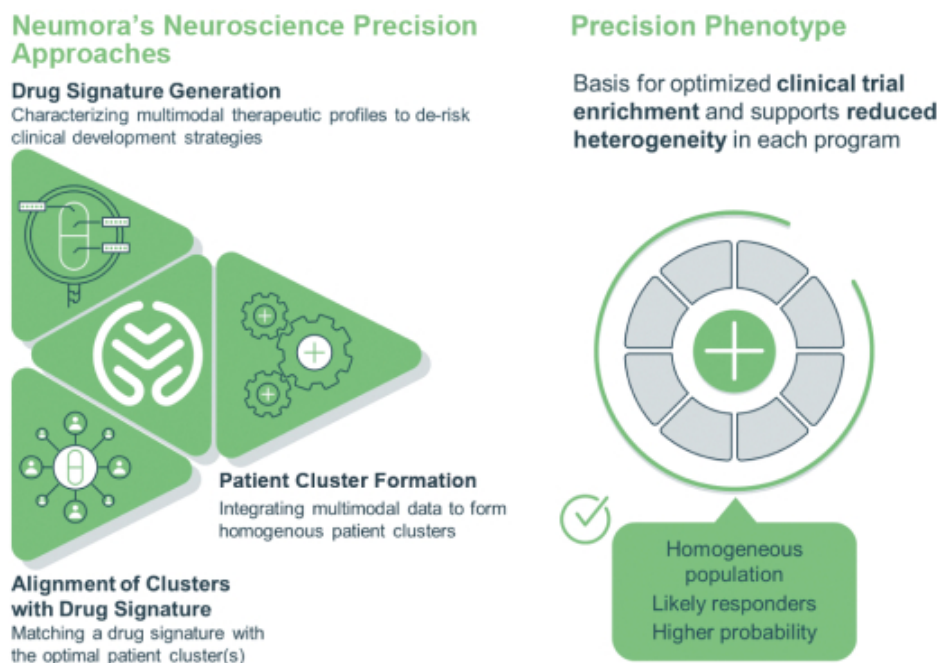 Neumora's Neuroscience Precision
Approaches
Drug Signature Generation
Characterizing multimodal therapeutic profiles to de-risk
clinical development strategies
Patient Cluster Formation
Integrating multimodal data to form
homogenous patient clusters
Alignment of Clusters
with Drug Signature
Matching a drug signature with
the optimal patient cluster(s)
Precision Phenotype
Basis for optimized clinical trial
enrichment and supports reduced
heterogeneity in each program
Homogeneous
population
Likely responders
Higher probability